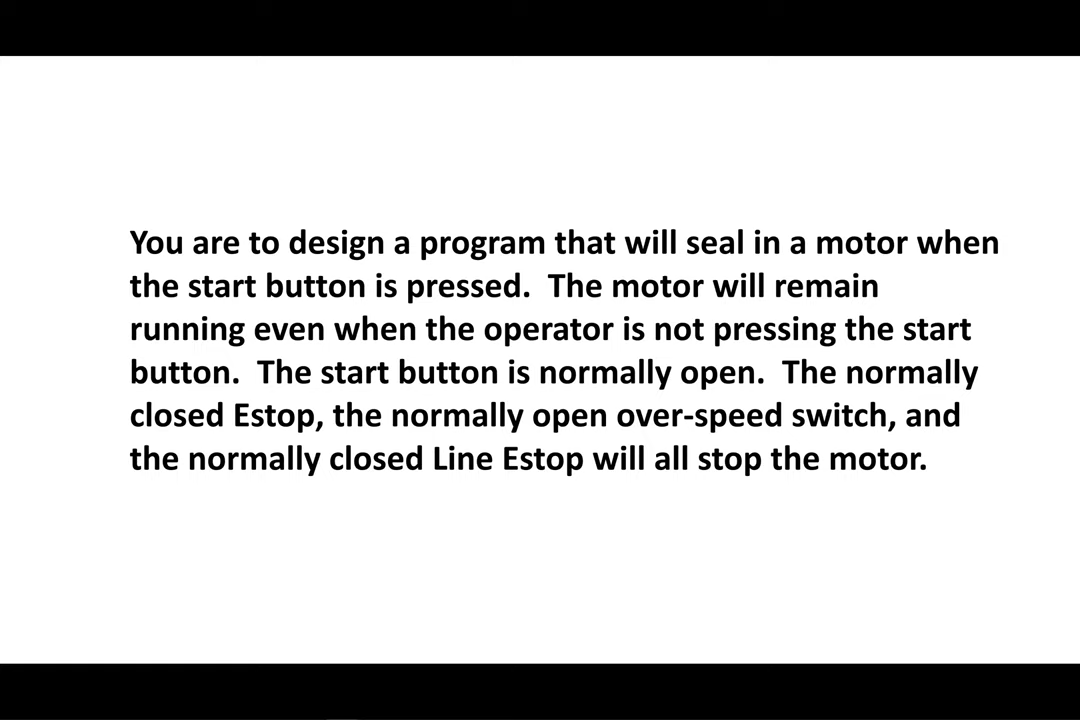 You are to design a program that will seal in a motor when
the start button is pressed.  The motor will remain
running even when the operator is not pressing the start
button.  The start button is normally open.  The normally
closed Estop, the normally open over-speed switch, and
the normally closed Line Estop will all stop the motor.